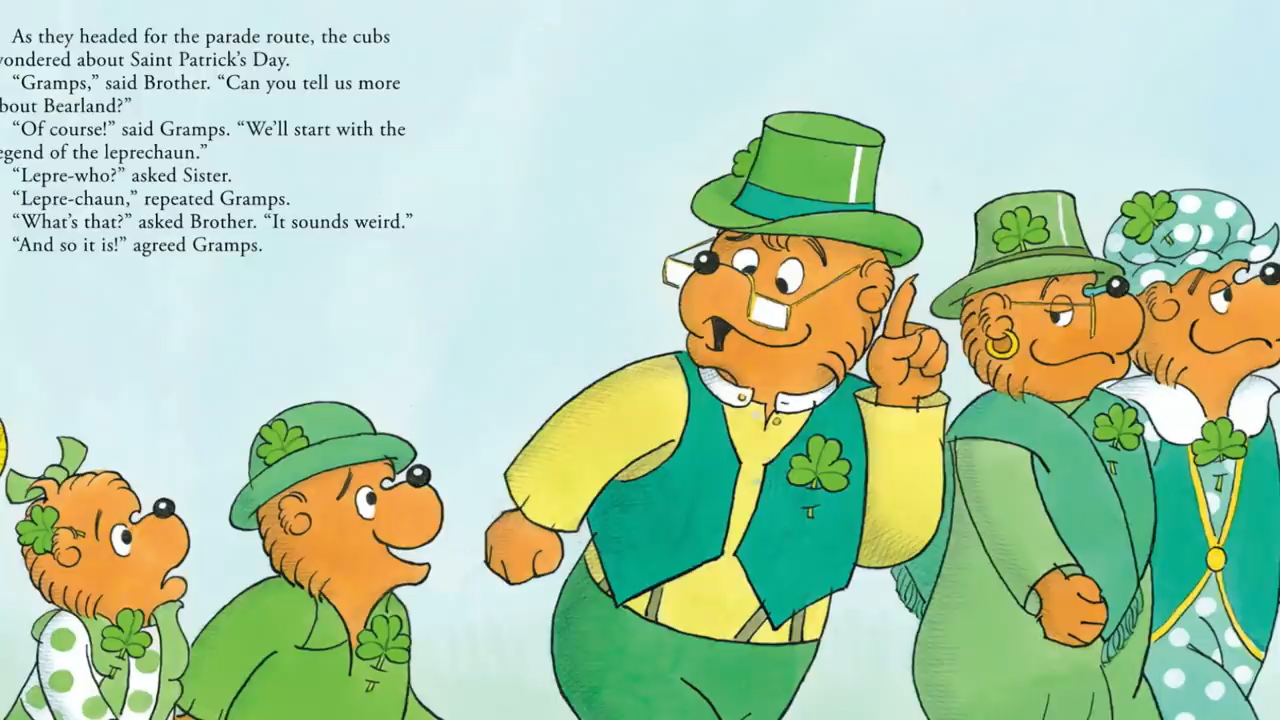 As they headed for the parade route, the cubs
wondered about Saint Patrick's Day.
"Gramps," said Brother. "Can you tell us more
bout Bearland?"
"Of course!" said Gramps. "We'll start with the
egend of the leprechaun."
"Lepre-who?" asked Sister.
"Lepre-chaun," repeated Gramps.
"What's that?" asked Brother. "It sounds weird."
"And so it is!" agreed Gramps.